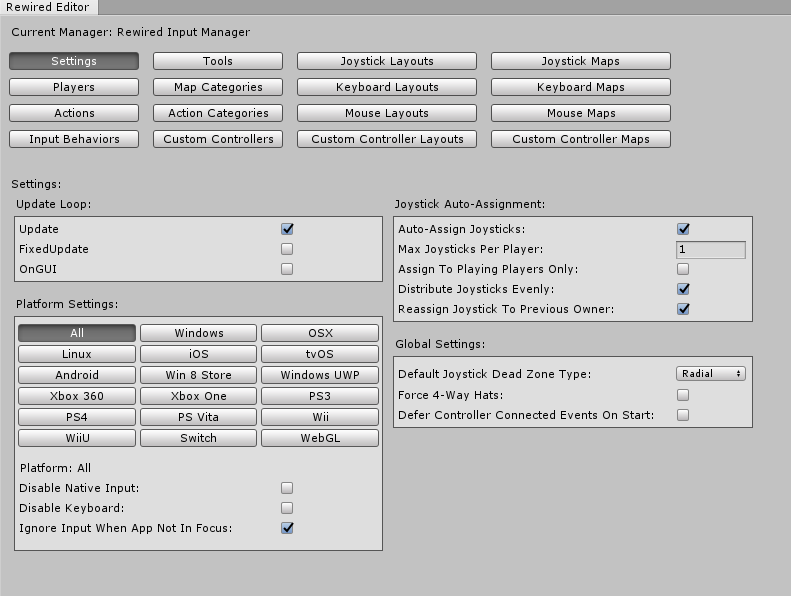 Rewired Editor
Current Manager: Rewired Input Manager
Settings Tools Joystick Layouts Joystick Maps
Players Map Categories Keyboard Layouts Keyboard Maps
Actions Action Categories Mouse Layouts Mouse Maps
Input Behaviors Custom Controllers Custom Controller Layouts Custom Controller Maps
Settings:
Update Loop:
Update
FixedUpdate
OnGUI
Platform Settings:
All Windows OSX
Linux iOS tvOS
Android Win 8 Store Windows UWP
Xbox 360 Xbox One PS3
PS4 PS Vita Wii
WiiU Switch WebGL
Platform: All
Disable Native Input:
Disable Keyboard:
Ignore Input When App Not In Focus:
Joystick Auto-Assignment:
Auto-Assign Joysticks:
Max Joysticks Per Player: 1
Assign To Playing Players Only:
Distribute Joysticks Evenly:
Reassign Joystick To Previous Owner:
Global Settings:
Default Joystick Dead Zone Type: Radial
Force 4-Way Hats:
Defer Controller Connected Events On Start: